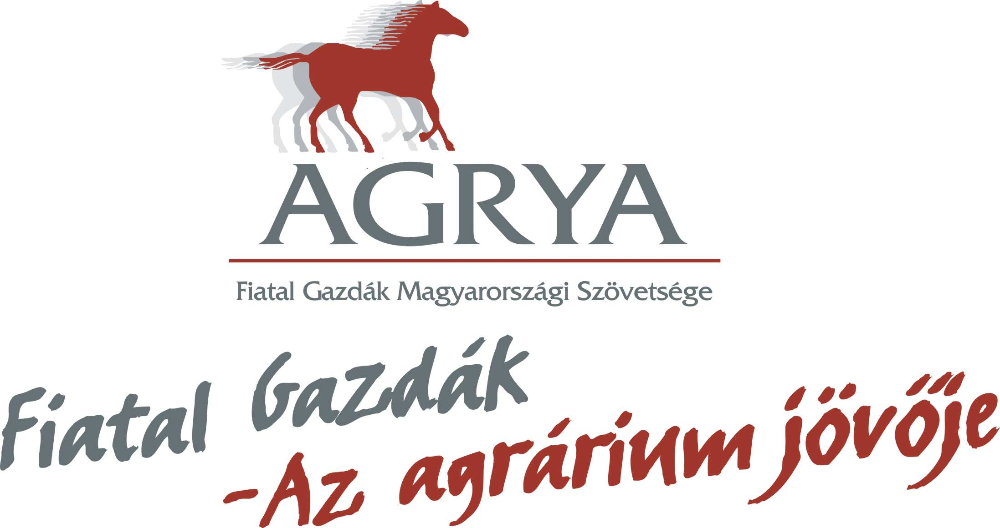 AGRYA
Fiatal Gazdák Magyarországi Szövetsége
Fiatal Gazdák
-Az agrárium jövője